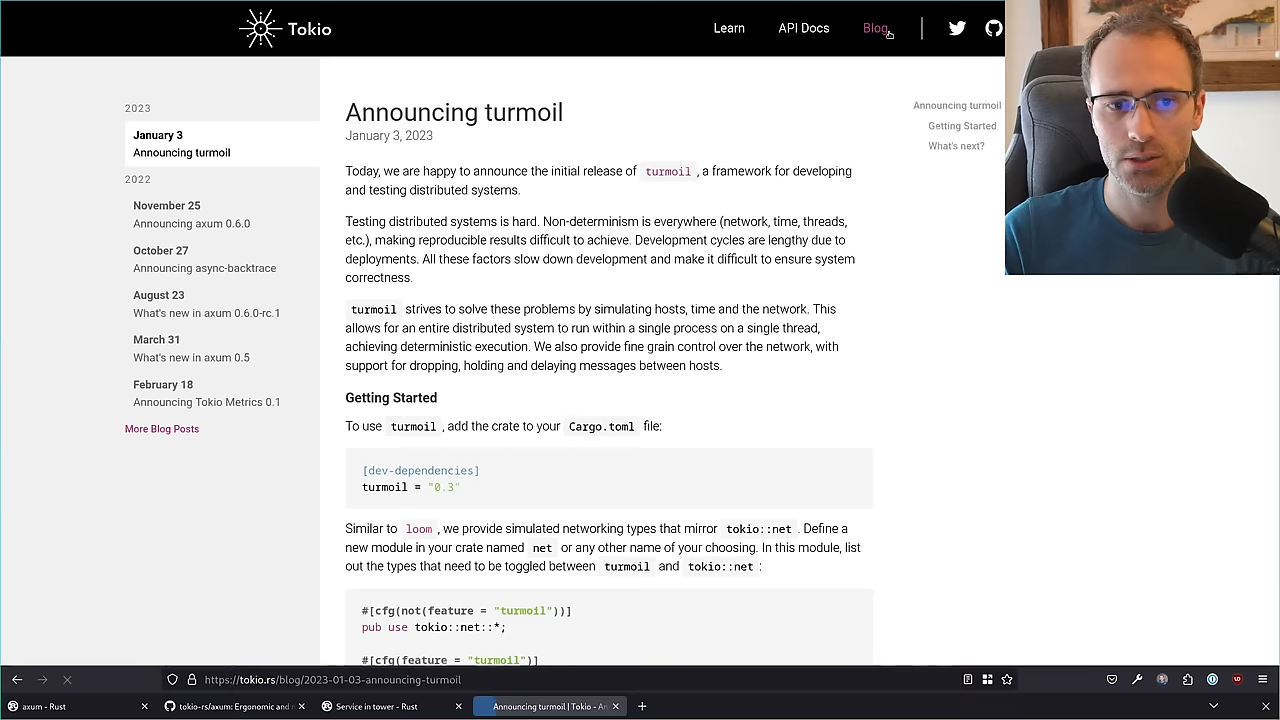 Tokio
Learn
API Docs
Blog
2023
January 3
Announcing turmoil
2022
November 25
Announcing axum 0.6.0
October 27
Announcing async-backtrace
August 23
What's new in axum 0.6.0-rc.1
March 31
What's new in axum 0.5
February 18
Announcing Tokio Metrics 0.1
More Blog Posts
Announcing turmoil
January 3, 2023
Today, we are happy to announce the initial release of turmoil, a framework for developing
and testing distributed systems.
Testing distributed systems is hard. Non-determinism is everywhere (network, time, threads,
etc.), making reproducible results difficult to achieve. Development cycles are lengthy due to
deployments. All these factors slow down development and make it difficult to ensure system
correctness.
turmoil strives to solve these problems by simulating hosts, time and the network. This
allows for an entire distributed system to run within a single process on a single thread,
achieving deterministic execution. We also provide fine grain control over the network, with
support for dropping, holding and delaying messages between hosts.
Getting Started
To use turmoil, add the crate to your Cargo.toml file:
[dev-dependencies]
turmoil = "0.3"
Similar to loom, we provide simulated networking types that mirror tokio::net. Define a
new module in your crate named net or any other name of your choosing. In this module, list
out the types that need to be toggled between turmoil and tokio::net:
#[cfg(not(feature = "turmoil"))]
pub use tokio::net::*;
#[cfg(feature = "turmoil")]
Announcing turmoil
Getting Started
What's next?
https://tokio.rs/blog/2023-01-03-announcing-turmoil
axum - Rust
tokio-rs/axum: Ergonomic and
Service in tower - Rust
Announcing turmoil | Tokio - An